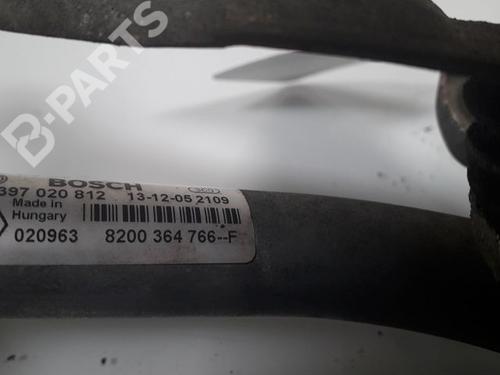 B-PARTS
BOSCH
397 020 812 13-12-05 2109
Made in
Hungary
020963 8200 364 766--F